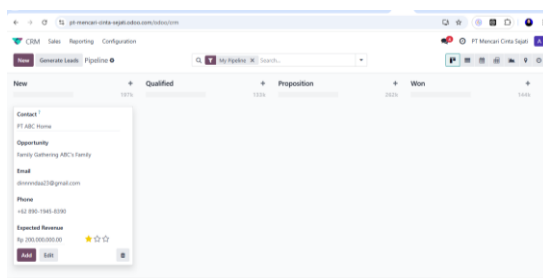 pt-mencari-cinta-sejati.odoo.com/odoo/crm
CRM Sales Reporting Configuration
PT Mencari Cinta Sejati A
New Generate Leads Pipeline
My Pipeline × Search...
New + Qualified + Proposition + Won +
Contact ?
PT ABC Home
Opportunity
Family Gathering ABC's Family
Email
Phone
+62 890-1945-8390
Expected Revenue
Rp 200,000,000.00
Add Edit